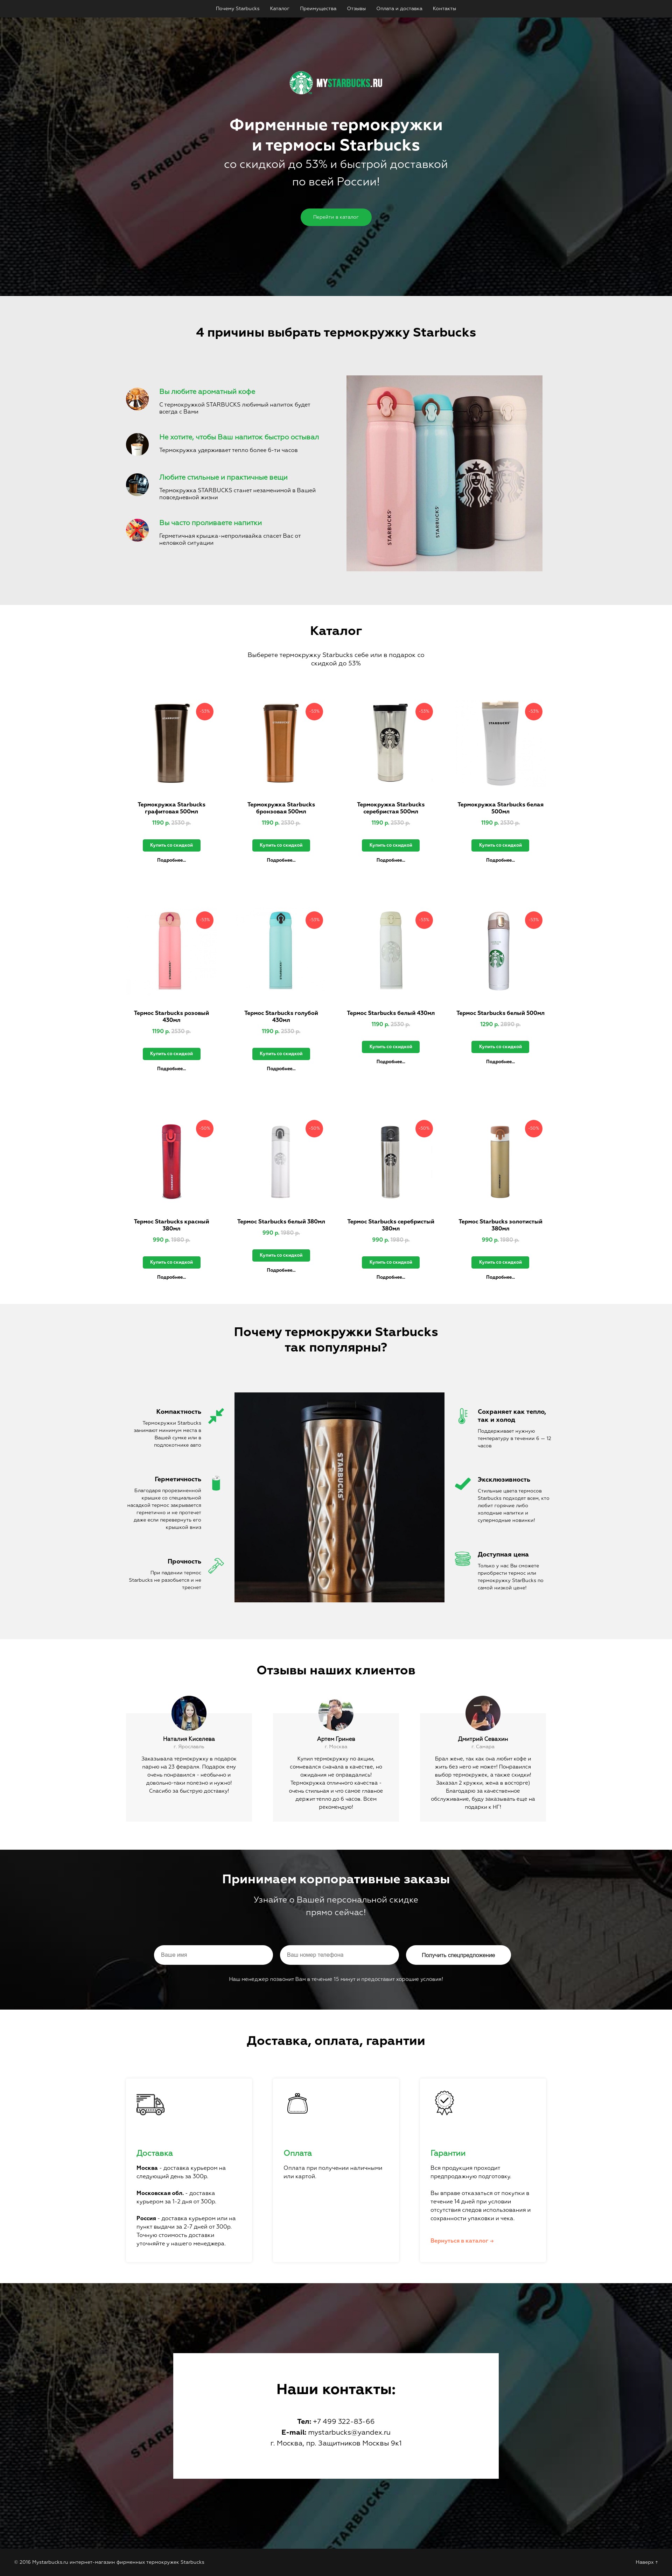 Почему Starbucks Каталог Преимущества Отзывы Оплата и доставка Контакты
MYSTARBUCKS.RU
Фирменные термокружки
и термосы Starbucks
со скидкой до 53% и быстрой доставкой
по всей России!
Перейти в каталог
4 причины выбрать термокружку Starbucks
Вы любите ароматный кофе
С термокружкой STARBUCKS любимый напиток будет
всегда с Вами
Не хотите, чтобы Ваш напиток быстро остывал
Термокружка удерживает тепло более 6-ти часов
Любите стильные и практичные вещи
Термокружка STARBUCKS станет незаменимой в Вашей
повседневной жизни
Вы часто проливаете напитки
Герметичная крышка-непроливайка спасет Вас от
неловкой ситуации
Каталог
Выберете термокружку Starbucks себе или в подарок со
скидкой до 53%
-53% -53% -53% -53%
Термокружка Starbucks
графитовая 500мл
1190 р. 2530 р.
Купить со скидкой
Подробнее...
Термокружка Starbucks
бронзовая 500мл
1190 р. 2530 р.
Купить со скидкой
Подробнее...
Термокружка Starbucks
серебристая 500мл
1190 р. 2530 р.
Купить со скидкой
Подробнее...
Термокружка Starbucks белая
500мл
1190 р. 2530 р.
Купить со скидкой
Подробнее...
-53% -53% -53% -53%
Термос Starbucks розовый
430мл
1190 р. 2530 р.
Купить со скидкой
Подробнее...
Термос Starbucks голубой
430мл
1190 р. 2530 р.
Купить со скидкой
Подробнее...
Термос Starbucks белый 430мл
1190 р. 2530 р.
Купить со скидкой
Подробнее...
Термос Starbucks белый 500мл
1290 р. 2890 р.
Купить со скидкой
Подробнее...
-50% -50% -50% -50%
Термос Starbucks красный
380мл
990 р. 1980 р.
Купить со скидкой
Подробнее...
Термос Starbucks белый 380мл
990 р. 1980 р.
Купить со скидкой
Подробнее...
Термос Starbucks серебристый
380мл
990 р. 1980 р.
Купить со скидкой
Подробнее...
Термос Starbucks золотистый
380мл
990 р. 1980 р.
Купить со скидкой
Подробнее...
Почему термокружки Starbucks
так популярны?
Компактность
Термокружки Starbucks
занимают минимум места в
Вашей сумке или в
подлокотнике авто
Герметичность
Благодаря прорезиненной
крышке со специальной
насадкой термос закрывается
герметично и не протечет
даже если перевернуть его
крышкой вниз
Прочность
При падении термос
Starbucks не разобьется и не
треснет
STARBUCKS
Сохраняет как тепло,
так и холод
Поддерживает нужную
температуру в течении 6 — 12
часов
Эксклюзивность
Стильные цвета термосов
Starbucks подходят всем, кто
любит горячие либо
холодные напитки и
супермодные новинки!
Доступная цена
Только у нас Вы сможете
приобрести термос или
термокружку StarBucks по
самой низкой цене!
Отзывы наших клиентов
Наталия Киселева
г. Ярославль
Заказывала термокружку в подарок
парню на 23 февраля. Подарок ему
очень понравился - необычно и
довольно-таки полезно и нужно!
Спасибо за быструю доставку!
Артем Гринев
г. Москва
Купил термокружку по акции,
сомневался сначала в качестве, но
ожидания не оправдались!
Термокружка отличного качества -
очень стильная и что самое главное
держит тепло до 6 часов. Всем
рекомендую!
Дмитрий Севахин
г. Самара
Брал жене, так как она любит кофе и
жить без него не может! Понравился
выбор термокружек, а также скидки!
Заказал 2 кружки, жена в восторге)
Благодарю за качественное
обслуживание, буду заказывать еще на
подарки к НГ!
Принимаем корпоративные заказы
Узнайте о Вашей персональной скидке
прямо сейчас!
Ваше имя Ваш номер телефона Получить спецпредложение
Наш менеджер позвонит Вам в течение 15 минут и предоставит хорошие условия!
Доставка, оплата, гарантии
Доставка
Москва - доставка курьером на
следующий день за 300р.
Московская обл. - доставка
курьером за 1-2 дня от 300р.
Россия - доставка курьером или на
пункт выдачи за 2-7 дней от 300р.
Точную стоимость доставки
уточняйте у нашего менеджера.
Оплата
Оплата при получении наличными
или картой.
Гарантии
Вся продукция проходит
предпродажную подготовку.
Вы вправе отказаться от покупки в
течение 14 дней при условии
отсутствия следов использования и
сохранности упаковки и чека.
Вернуться в каталог →
Наши контакты:
Тел: +7 499 322-83-66
E-mail: mystarbucks@yandex.ru
г. Москва, пр. Защитников Москвы 9к1
© 2016 Mystarbucks.ru интернет-магазин фирменных термокружек Starbucks
Наверх ↑